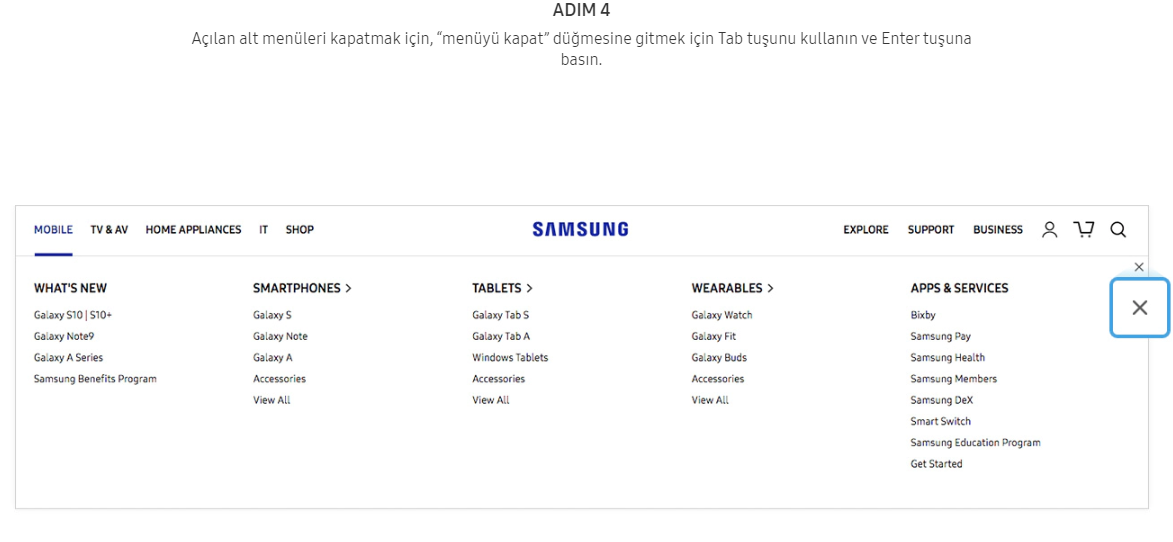 ADIM 4
Açılan alt menüleri kapatmak için, “menüyü kapat” düğmesine gitmek için Tab tuşunu kullanın ve Enter tuşuna
basın.
MOBILE TV & AV HOME APPLIANCES IT SHOP SAMSUNG EXPLORE SUPPORT BUSINESS
WHAT'S NEW
Galaxy S10 | S10+
Galaxy Note9
Galaxy A Series
Samsung Benefits Program
SMARTPHONES >
Galaxy S
Galaxy Note
Galaxy A
Accessories
View All
TABLETS >
Galaxy Tab S
Galaxy Tab A
Windows Tablets
Accessories
View All
WEARABLES >
Galaxy Watch
Galaxy Fit
Galaxy Buds
Accessories
View All
APPS & SERVICES
Bixby
Samsung Pay
Samsung Health
Samsung Members
Samsung DeX
Smart Switch
Samsung Education Program
Get Started